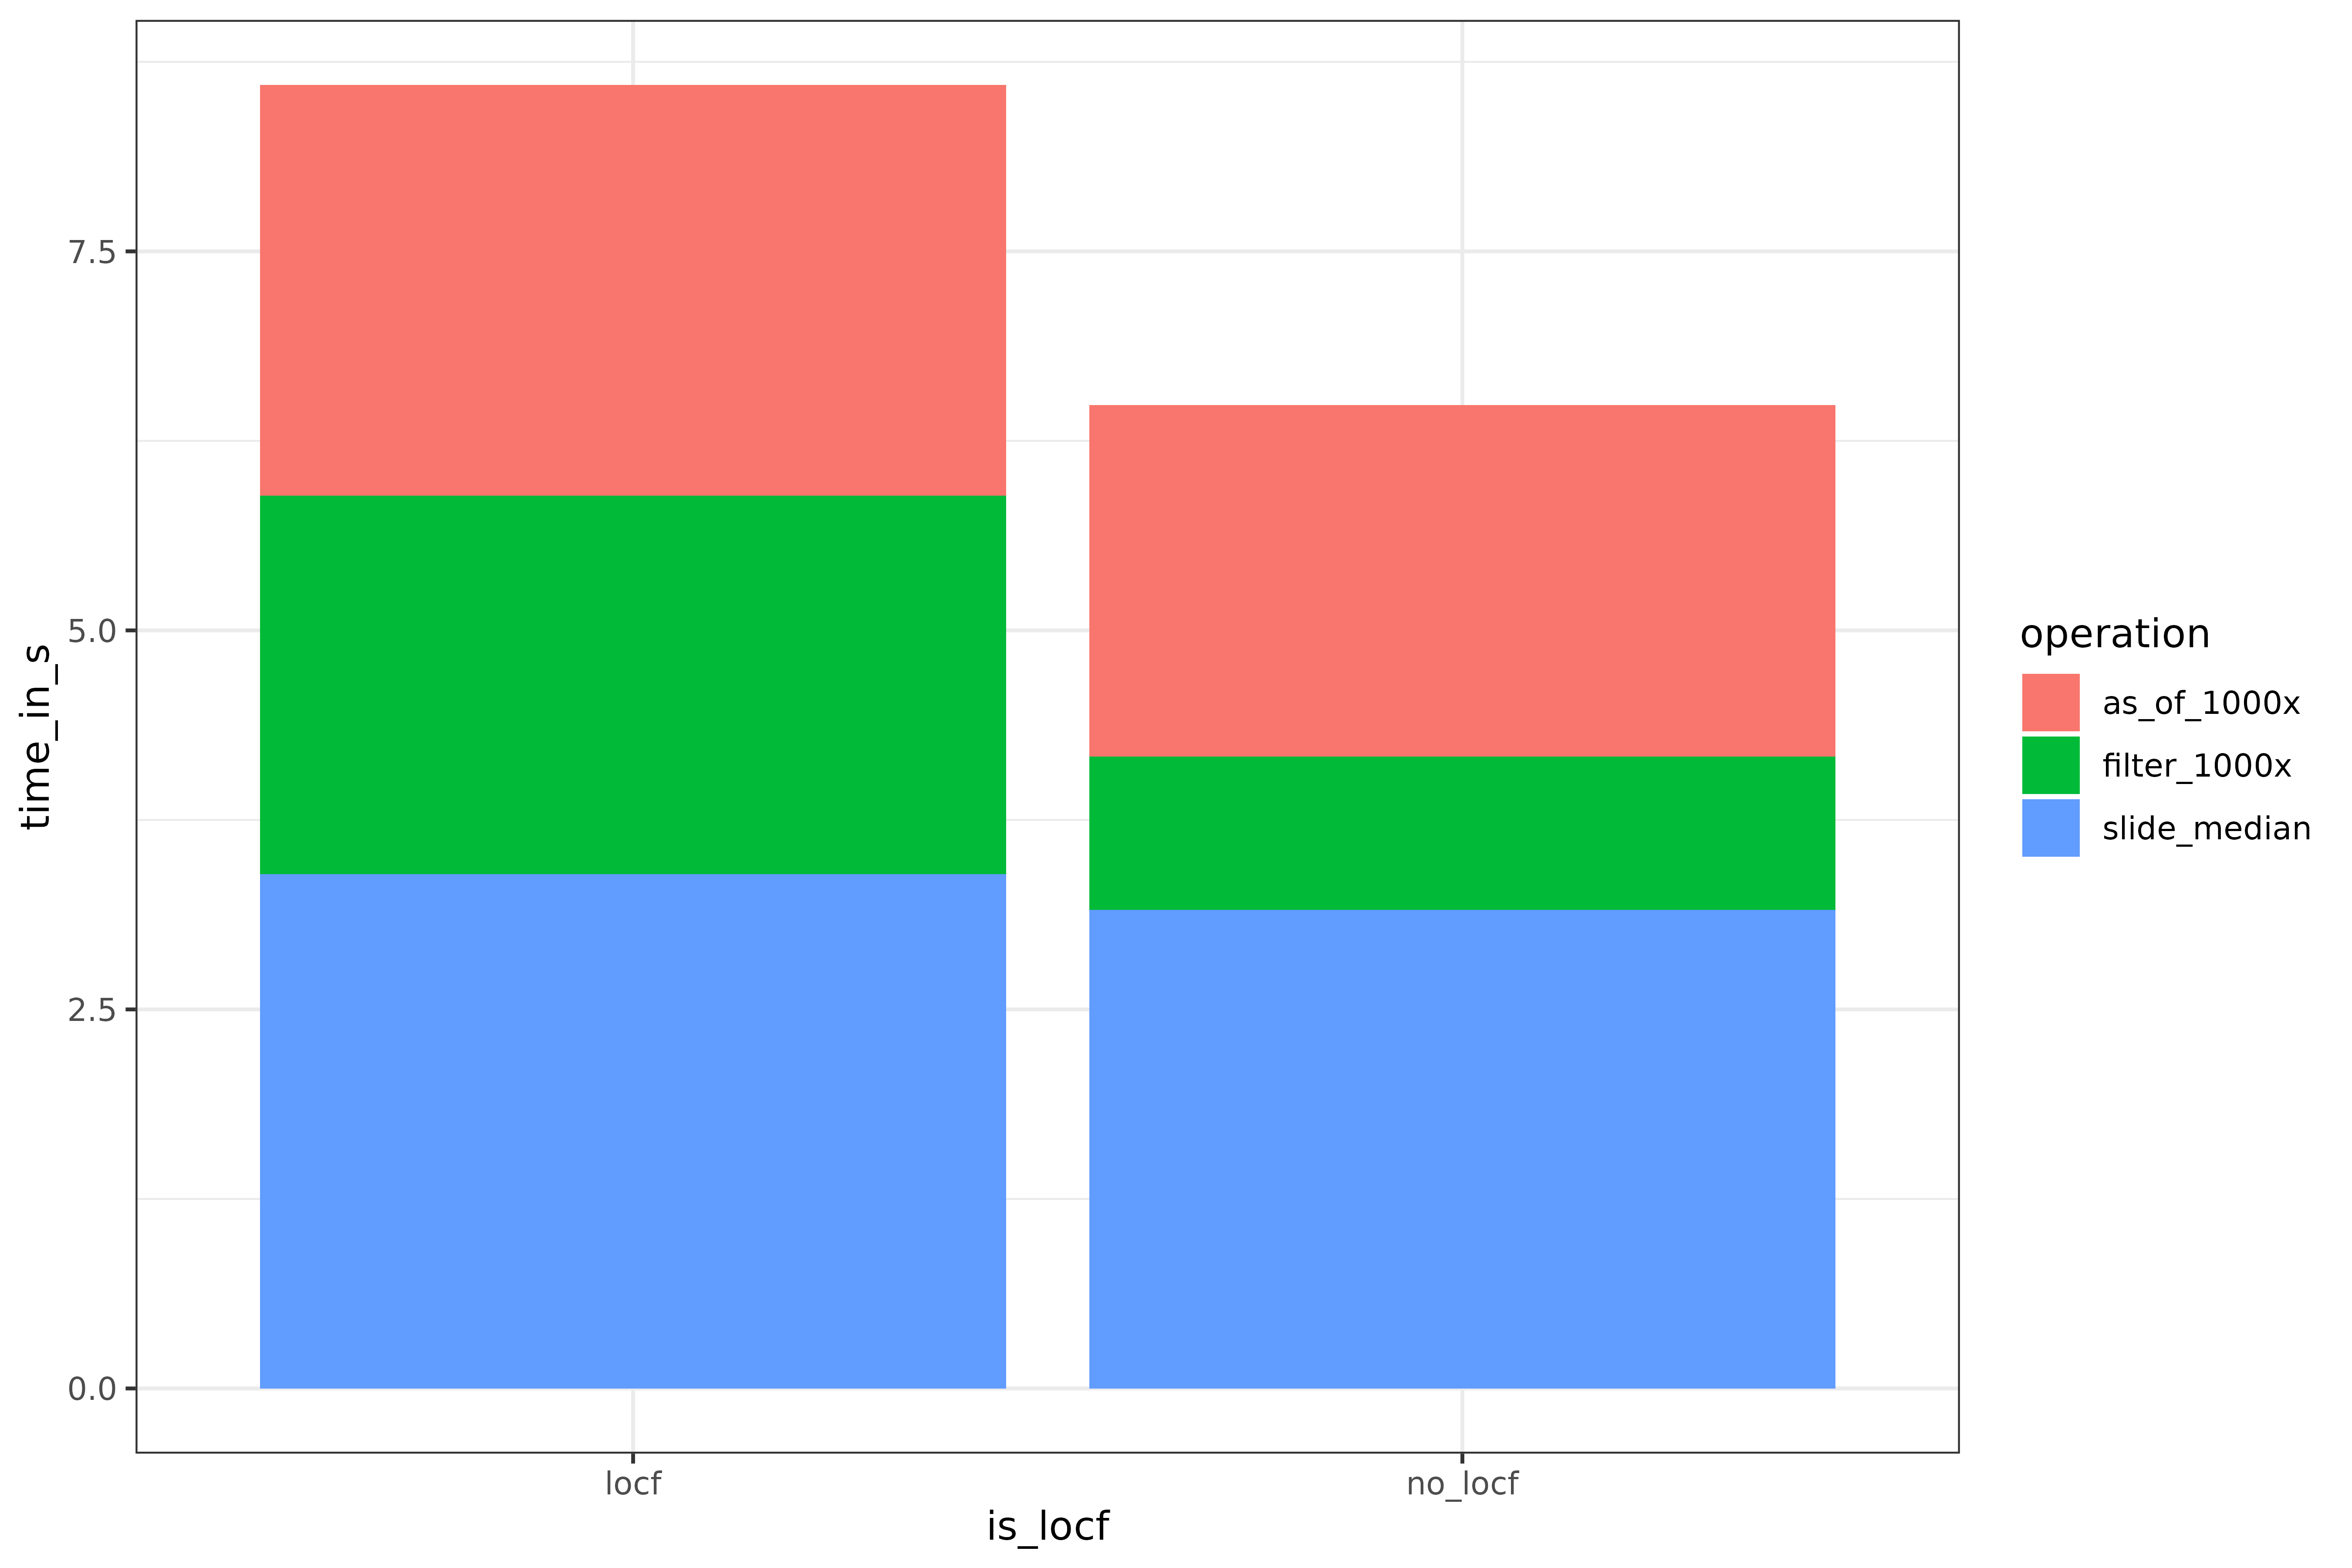 time_in_s
7.5
5.0
2.5
0.0
locf
no_locf
is_locf
operation
as_of_1000x
filter_1000x
slide_median